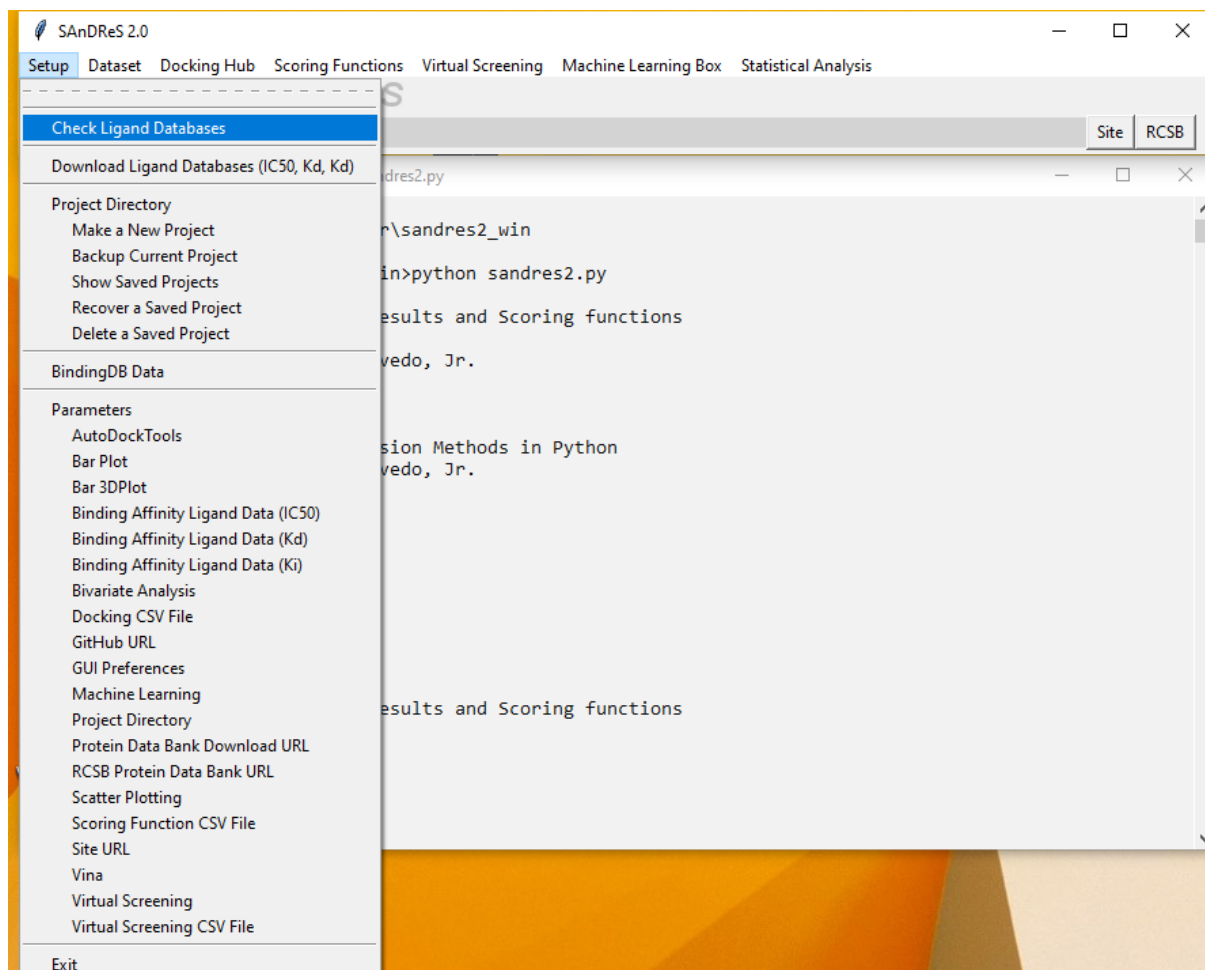 SAnDReS 2.0
Setup Dataset Docking Hub Scoring Functions Virtual Screening Machine Learning Box Statistical Analysis
S
Check Ligand Databases
Site RCSB
Download Ligand Databases (IC50, Kd, Kd)
dres2.py
Project Directory
Make a New Project
r\sandres2_win
Backup Current Project
in>python sandres2.py
Show Saved Projects
Recover a Saved Project
esults and Scoring functions
Delete a Saved Project
vedo, Jr.
BindingDB Data
Parameters
AutoDockTools
sion Methods in Python
Bar Plot
vedo, Jr.
Bar 3DPlot
Binding Affinity Ligand Data (IC50)
Binding Affinity Ligand Data (Kd)
Binding Affinity Ligand Data (Ki)
Bivariate Analysis
Docking CSV File
GitHub URL
GUI Preferences
Machine Learning
esults and Scoring functions
Project Directory
Protein Data Bank Download URL
RCSB Protein Data Bank URL
Scatter Plotting
Scoring Function CSV File
Site URL
Vina
Virtual Screening
Virtual Screening CSV File
Exit